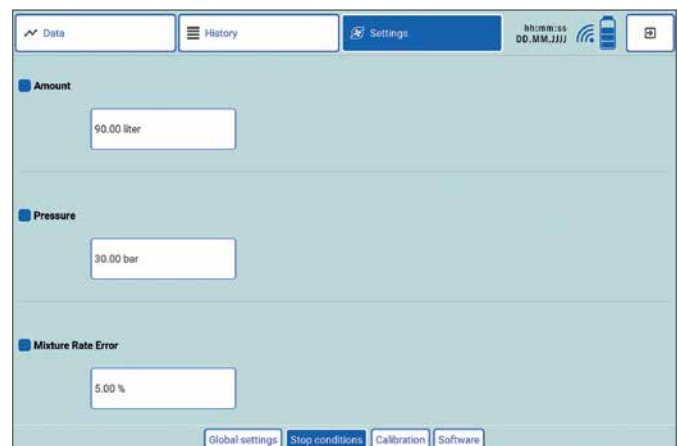 Data
History
Settings
hh:mm:ss
DD.MM.JJJJ
Amount
90.00 liter
Pressure
30.00 bar
Mixture Rate Error
5.00 %
Global settings
Stop conditions
Calibration
Software